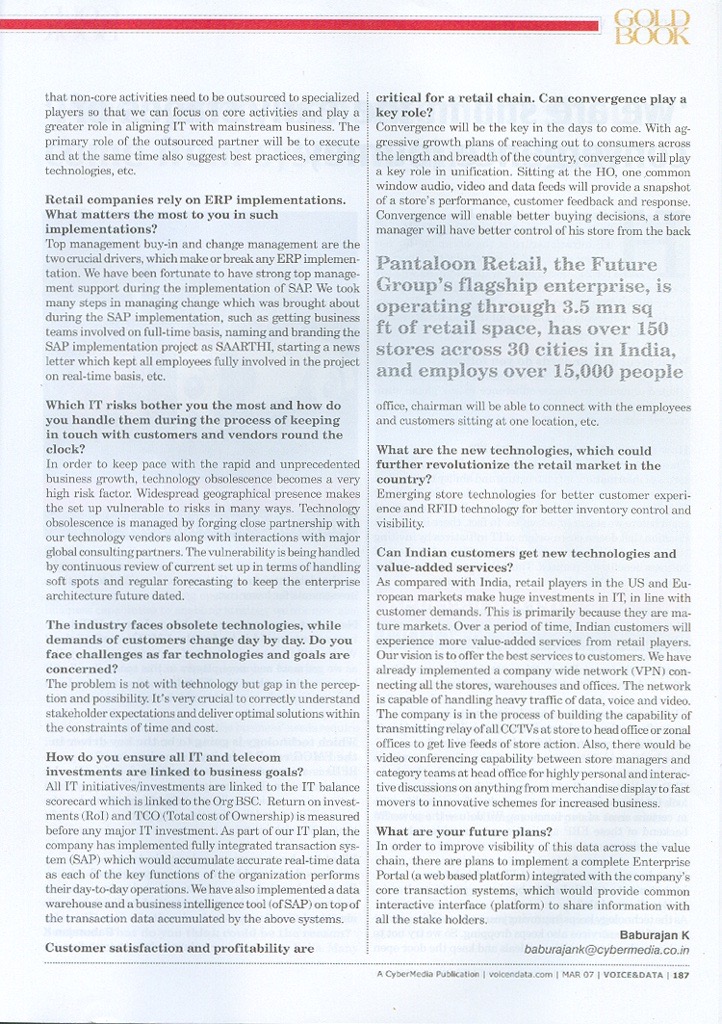 GOLD
BOOK
that non-core activities need to be outsourced to specialized
players so that we can focus on core activities and play a
greater role in aligning IT with mainstream business. The
primary role of the outsourced partner will be to execute
and at the same time also suggest best practices, emerging
technologies, etc.
Retail companies rely on ERP implementations.
What matters the most to you in such
implementations?
Top management buy-in and change management are the
two crucial drivers, which make or break any ERP implemen-
tation. We have been fortunate to have strong top manage-
ment support during the implementation of SAP. We took
many steps in managing change which was brought about
during the SAP implementation, such as getting business
teams involved on full-time basis, naming and branding the
SAP implementation project as SAARTHI, starting a news
letter which kept all employees fully involved in the project
on real-time basis, etc.
Which IT risks bother you the most and how do
you handle them during the process of keeping
in touch with customers and vendors round the
clock?
In order to keep pace with the rapid and unprecedented
business growth, technology obsolescence becomes a very
high risk factor. Widespread geographical presence makes
the set up vulnerable to risks in many ways. Technology
obsolescence is managed by forging close partnership with
our technology vendors along with interactions with major
global consulting partners. The vulnerability is being handled
by continuous review of current set up in terms of handling
soft spots and regular forecasting to keep the enterprise
architecture future dated.
The industry faces obsolete technologies, while
demands of customers change day by day. Do you
face challenges as far technologies and goals are
concerned?
The problem is not with technology but gap in the percep-
tion and possibility. It's very crucial to correctly understand
stakeholder expectations and deliver optimal solutions within
the constraints of time and cost.
How do you ensure all IT and telecom
investments are linked to business goals?
All IT initiatives/investments are linked to the IT balance
scorecard which is linked to the Org BSC. Return on invest-
ments (RoI) and TCO (Total cost of Ownership) is measured
before any major IT investment. As part of our IT plan, the
company has implemented fully integrated transaction sys-
tem (SAP) which would accumulate accurate real-time data
as each of the key functions of the organization performs
their day-to-day operations. We have also implemented a data
warehouse and a business intelligence tool (of SAP) on top of
the transaction data accumulated by the above systems.
Customer satisfaction and profitability are
critical for a retail chain. Can convergence play a
key role?
Convergence will be the key in the days to come. With ag-
gressive growth plans of reaching out to consumers across
the length and breadth of the country, convergence will play
a key role in unification. Sitting at the HO, one common
window audio, video and data feeds will provide a snapshot
of a store's performance, customer feedback and response.
Convergence will enable better buying decisions, a store
manager will have better control of his store from the back
Pantaloon Retail, the Future
Group's flagship enterprise, is
operating through 3.5 mn sq
ft of retail space, has over 150
stores across 30 cities in India,
and employs over 15,000 people
office, chairman will be able to connect with the employees
and customers sitting at one location, etc.
What are the new technologies, which could
further revolutionize the retail market in the
country?
Emerging store technologies for better customer experi-
ence and RFID technology for better inventory control and
visibility.
Can Indian customers get new technologies and
value-added services?
As compared with India, retail players in the US and Eu-
ropean markets make huge investments in IT, in line with
customer demands. This is primarily because they are ma-
ture markets. Over a period of time, Indian customers will
experience more value-added services from retail players.
Our vision is to offer the best services to customers. We have
already implemented a company wide network (VPN) con-
necting all the stores, warehouses and offices. The network
is capable of handling heavy traffic of data, voice and video.
The company is in the process of building the capability of
transmitting relay of all CCTVs at store to head office or zonal
offices to get live feeds of store action. Also, there would be
video conferencing capability between store managers and
category teams at head office for highly personal and interac-
tive discussions on anything from merchandise display to fast
movers to innovative schemes for increased business.
What are your future plans?
In order to improve visibility of this data across the value
chain, there are plans to implement a complete Enterprise
Portal (a web based platform) integrated with the company's
core transaction systems, which would provide common
interactive interface (platform) to share information with
all the stake holders.
Baburajan K
baburajank@cybermedia.co.in
A CyberMedia Publication | voicendata.com | MAR 07 | VOICE&DATA | 187